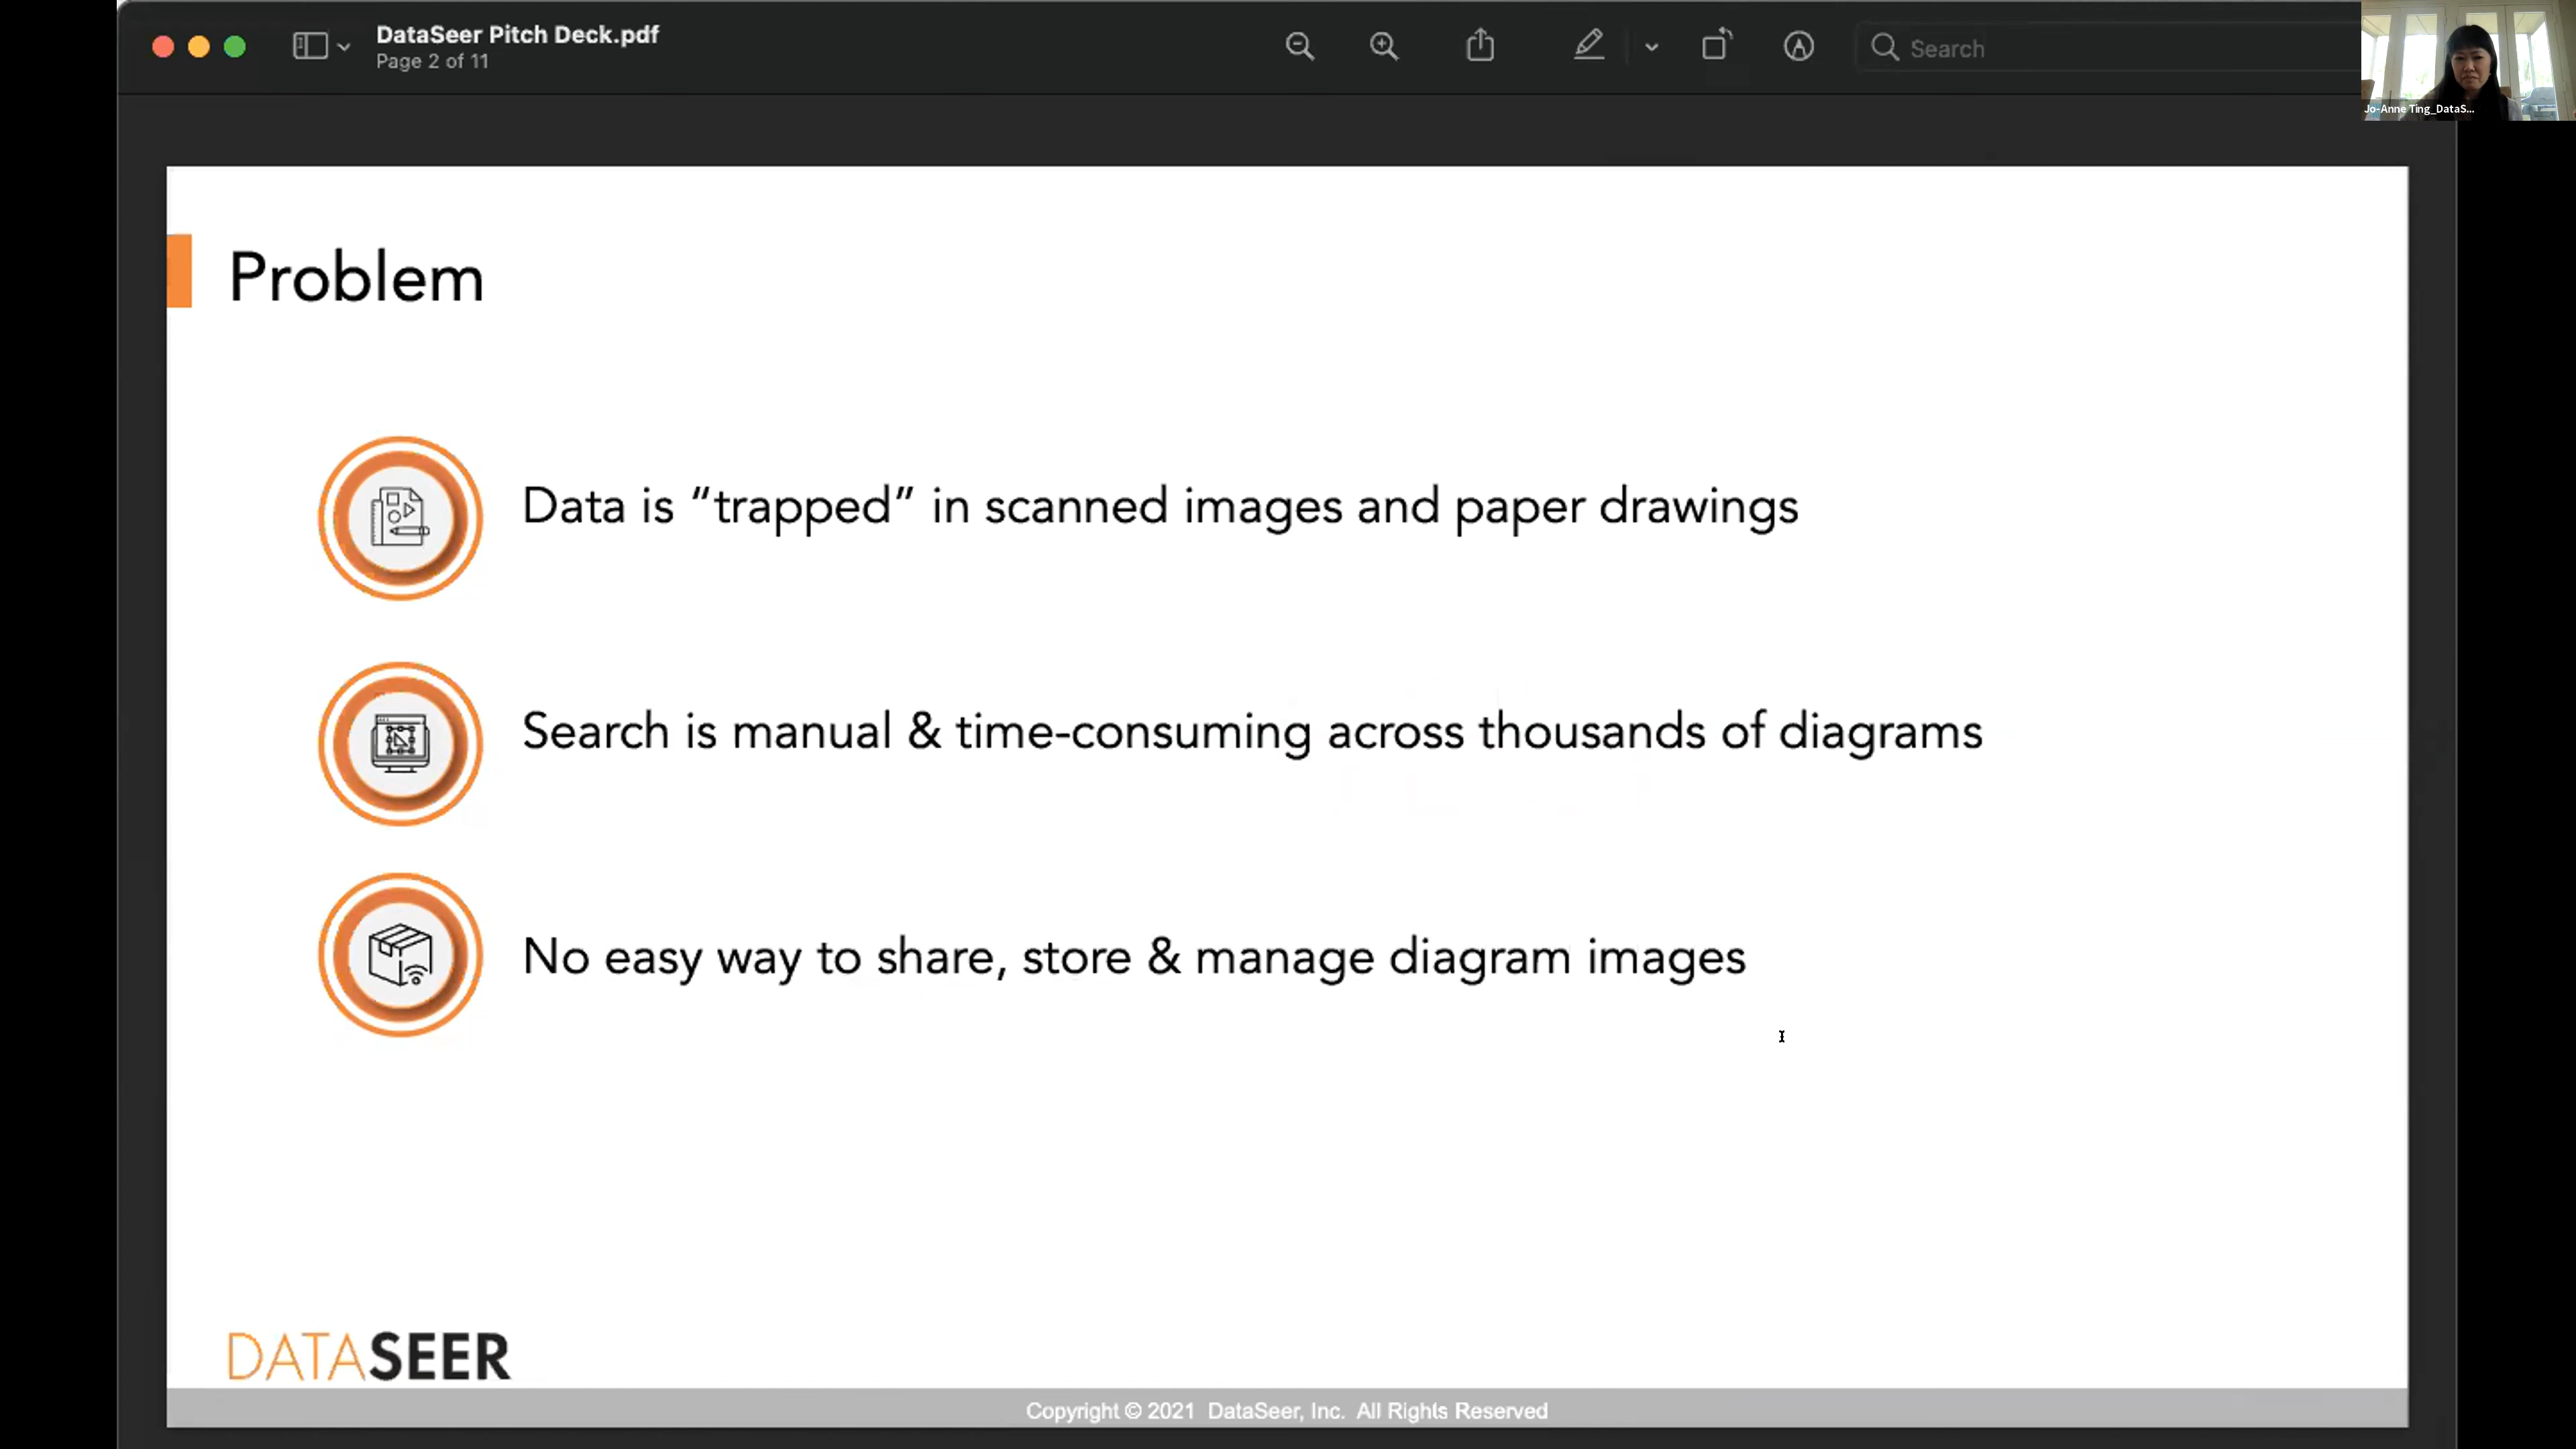 DataSeer Pitch Deck.pdf
Page 2 of 11
Search
Jo-Anne Ting_DataS...
Problem
Data is “trapped” in scanned images and paper drawings
Search is manual & time-consuming across thousands of diagrams
No easy way to share, store & manage diagram images
DATASEER
Copyright © 2021 DataSeer, Inc. All Rights Reserved